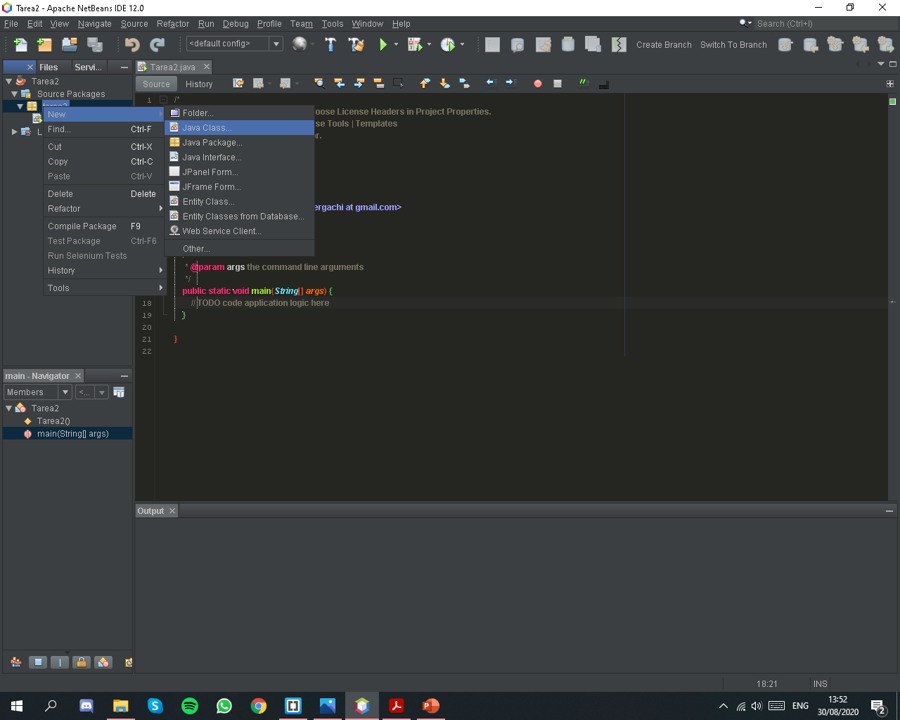 Tarea2 - Apache NetBeans IDE 12.0
File Edit View Navigate Source Refactor Run Debug Profile Team Tools Window Help
Search (Ctrl+I)
<default config>
Create Branch Switch To Branch
Files Servi...
Tarea2.java
Tarea2
Source Packages
Source History
New
Find... Ctrl-F
Cut Ctrl-X
Copy Ctrl-C
Paste Ctrl-V
Delete Delete
Refactor
Compile Package F9
Test Package Ctrl-F6
Run Selenium Tests
History
Tools
Folder...
Java Class...
Java Package...
Java Interface...
JPanel Form...
JFrame Form...
Entity Class...
Entity Classes from Database...
Web Service Client...
Other...
1 /*
oose License Headers in Project Properties.
se Tools | Templates
r.
ergachi at gmail.com>
* @param args the command line arguments
*/
public static void main(String[] args) {
18 // TODO code application logic here
19 }
20
21 }
22
main - Navigator
Members <...
Tarea2
Tarea2()
main(String[] args)
Output
18:21 INS
ENG
13:52
30/08/2020
2